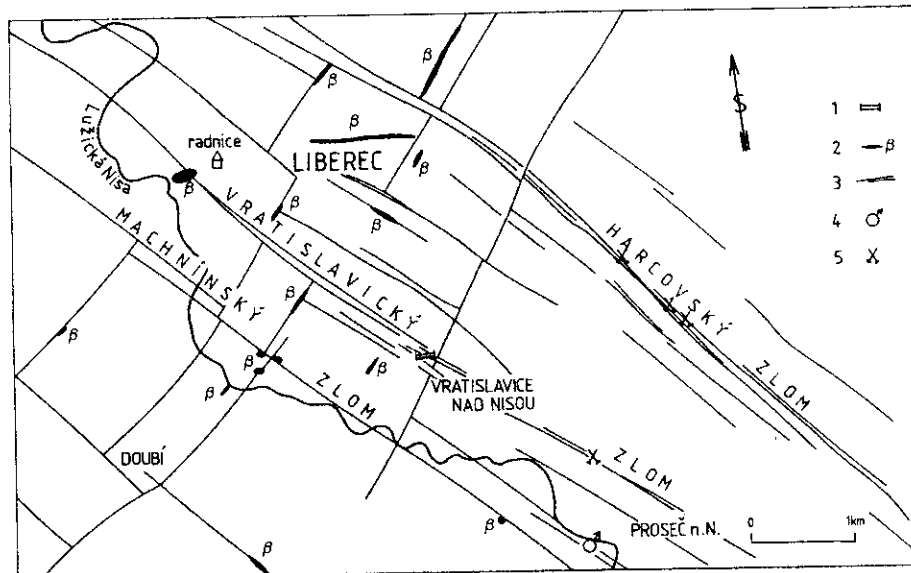 Lužická Nisa
radnice
LIBEREC
S
1
2 β
3
4
5
β
β
β
β
β
β
β
β
β
β
β
β
β
β
VRATISLAVICKÝ
ZLOM
MACHNÍNSKÝ
ZLOM
HARCOVSKÝ
ZLOM
VRATISLAVICE
NAD NISOU
DOUBÍ
PROSEČ n.N.
0 1km